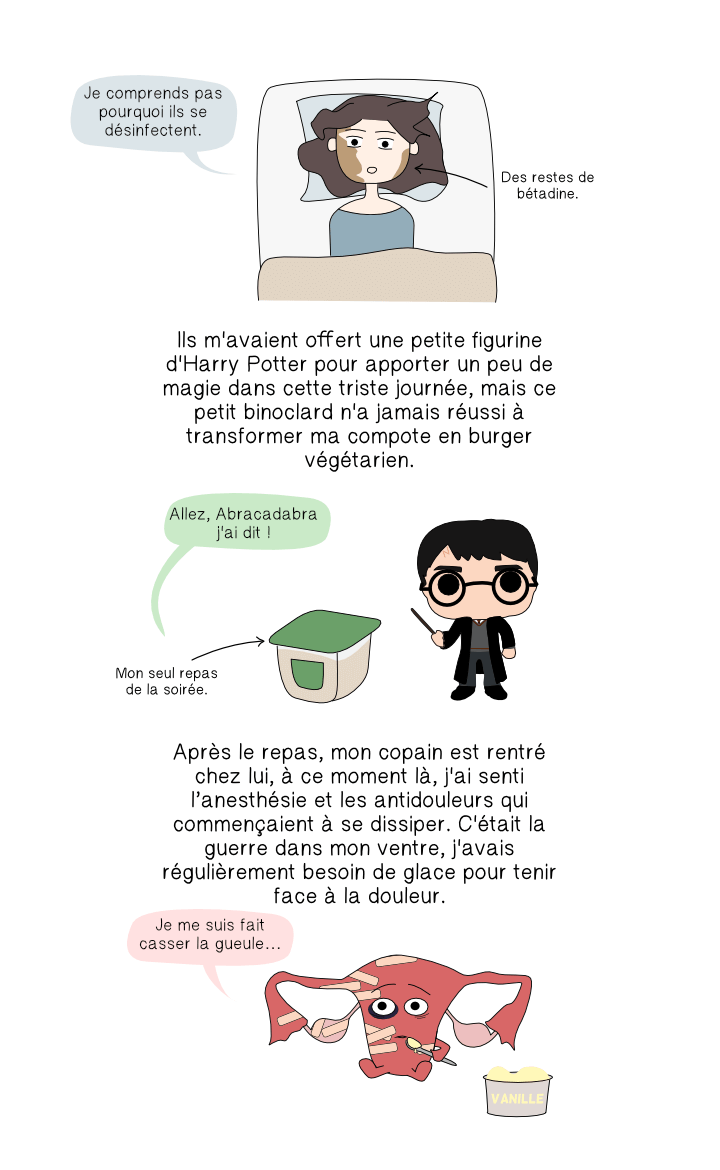 Je comprends pas
pourquoi ils se
désinfectent.
Des restes de
bétadine.
Ils m'avaient offert une petite figurine
d'Harry Potter pour apporter un peu de
magie dans cette triste journée, mais ce
petit binoclard n'a jamais réussi à
transformer ma compote en burger
végétarien.
Allez, Abracadabra
j'ai dit !
Mon seul repas
de la soirée.
Après le repas, mon copain est rentré
chez lui, à ce moment là, j'ai senti
l’anesthésie et les antidouleurs qui
commençaient à se dissiper. C'était la
guerre dans mon ventre, j'avais
régulièrement besoin de glace pour tenir
face à la douleur.
Je me suis fait
casser la gueule...
VANILLE